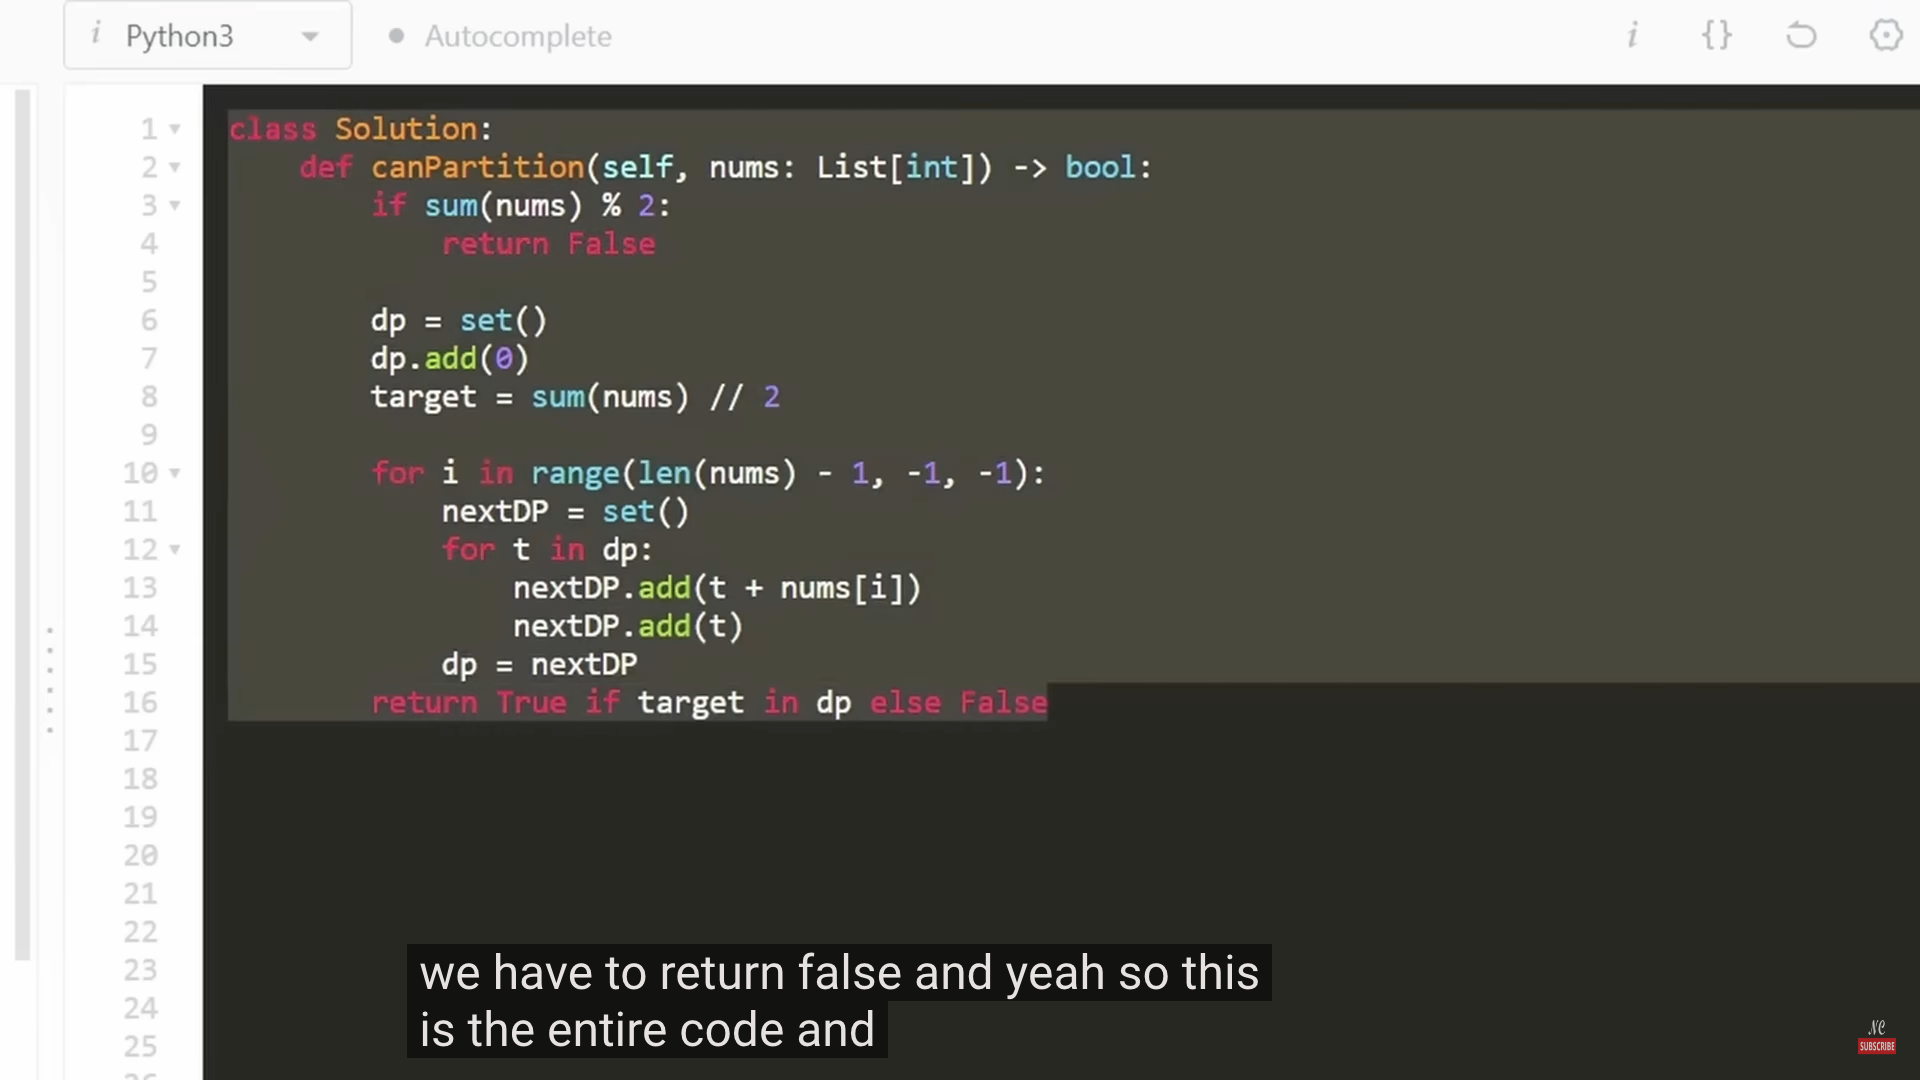 i Python3 Autocomplete i {}
1 class Solution:
2 def canPartition(self, nums: List[int]) -> bool:
3 if sum(nums) % 2:
4 return False
5
6 dp = set()
7 dp.add(0)
8 target = sum(nums) // 2
9
10 for i in range(len(nums) - 1, -1, -1):
11 nextDP = set()
12 for t in dp:
13 nextDP.add(t + nums[i])
14 nextDP.add(t)
15 dp = nextDP
16 return True if target in dp else False
17
18
19
20
21
22
23
24
25
we have to return false and yeah so this
is the entire code and
NC
SUBSCRIBE